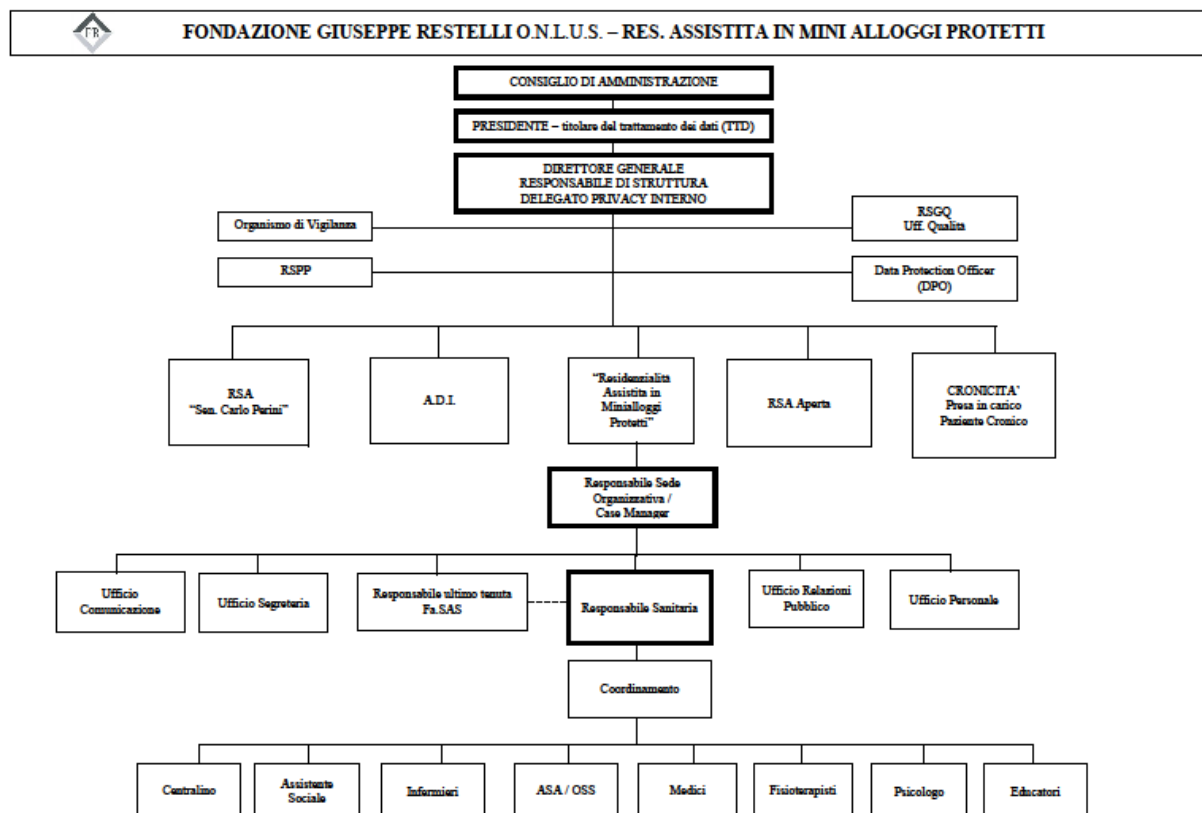 FR
FONDAZIONE GIUSEPPE RESTELLI O.N.L.U.S. – RES. ASSISTITA IN MINI ALLOGGI PROTETTI
CONSIGLIO DI AMMINISTRAZIONE
PRESIDENTE – titolare del trattamento dei dati (TTD)
DIRETTORE GENERALE
RESPONSABILE DI STRUTTURA
DELEGATO PRIVACY INTERNO
Organismo di Vigilanza
RSGQ
Uff. Qualità
RSPP
Data Protection Officer
(DPO)
RSA
“Sen. Carlo Perini”
A.D.I.
“Residenzialità
Assistita in
Minialloggi
Protetti”
RSA Aperta
CRONICITA`
Presa in carico
Paziente Cronico
Responsabile Sede
Organizzativa /
Case Manager
Ufficio
Comunicazione
Ufficio Segreteria
Responsabile ultimo tenuta
Fa.SAS
Responsabile Sanitaria
Ufficio Relazioni
Pubblico
Ufficio Personale
Coordinamento
Centralino
Assistente
Sociale
Infermieri
ASA / OSS
Medici
Fisioterapisti
Psicologo
Educatori